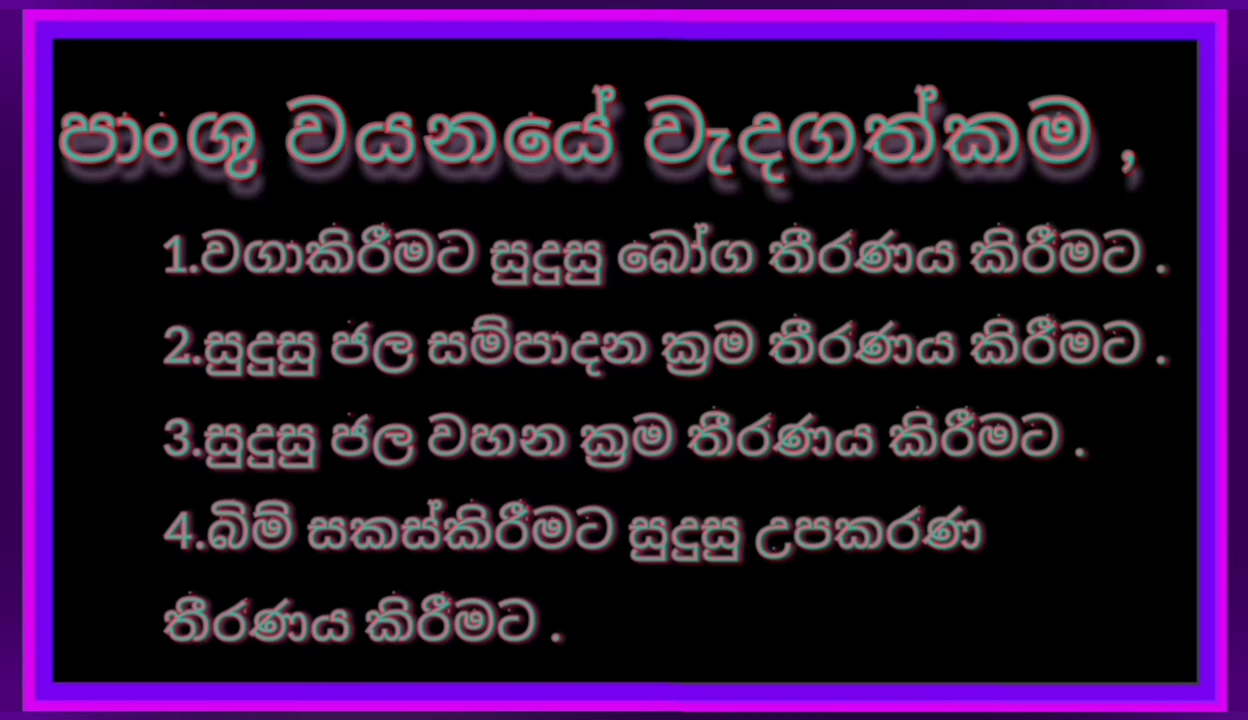 පාංශු වයනයේ වැදගත්කම ,
1.වගාකිරීමට සුදුසු බෝග තීරණය කිරීමට .
2.සුදුසු ජල සම්පාදන ක්‍රම තීරණය කිරීමට .
3.සුදුසු ජල වහන ක්‍රම තීරණය කිරීමට .
4.බිම් සකස්කිරීමට සුදුසු උපකරණ
තීරණය කිරීමට .